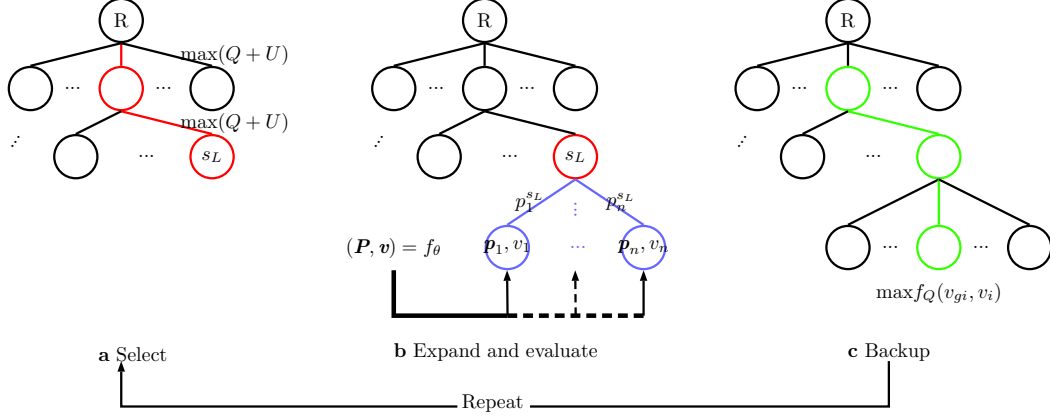 R
max(Q + U)
... ...
max(Q + U)
⋰
...
s_L
a Select
R
... ...
⋰
...
s_L
p_1^{s_L} ⋮ p_n^{s_L}
(P, v) = f_θ
p_1, v_1 ... p_n, v_n
b Expand and evaluate
R
... ...
⋰
...
... ...
max f_Q(v_{gi}, v_i)
c Backup
Repeat